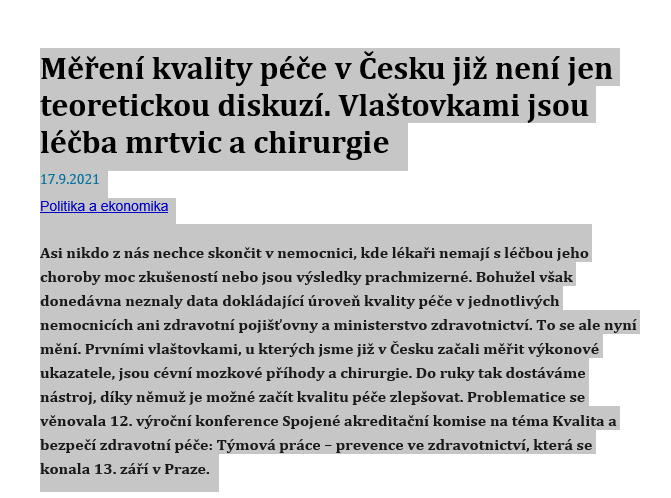 Měření kvality péče v Česku již není jen
teoretickou diskuzí. Vlaštovkami jsou
léčba mrtvic a chirurgie
17.9.2021
Politika a ekonomika
Asi nikdo z nás nechce skončit v nemocnici, kde lékaři nemají s léčbou jeho
choroby moc zkušeností nebo jsou výsledky prachmizerné. Bohužel však
donedávna neznaly data dokládající úroveň kvality péče v jednotlivých
nemocnicích ani zdravotní pojišťovny a ministerstvo zdravotnictví. To se ale nyní
mění. Prvními vlaštovkami, u kterých jsme již v Česku začali měřit výkonové
ukazatele, jsou cévní mozkové příhody a chirurgie. Do ruky tak dostáváme
nástroj, díky němuž je možné začít kvalitu péče zlepšovat. Problematice se
věnovala 12. výroční konference Spojené akreditační komise na téma Kvalita a
bezpečí zdravotní péče: Týmová práce – prevence ve zdravotnictví, která se
konala 13. září v Praze.